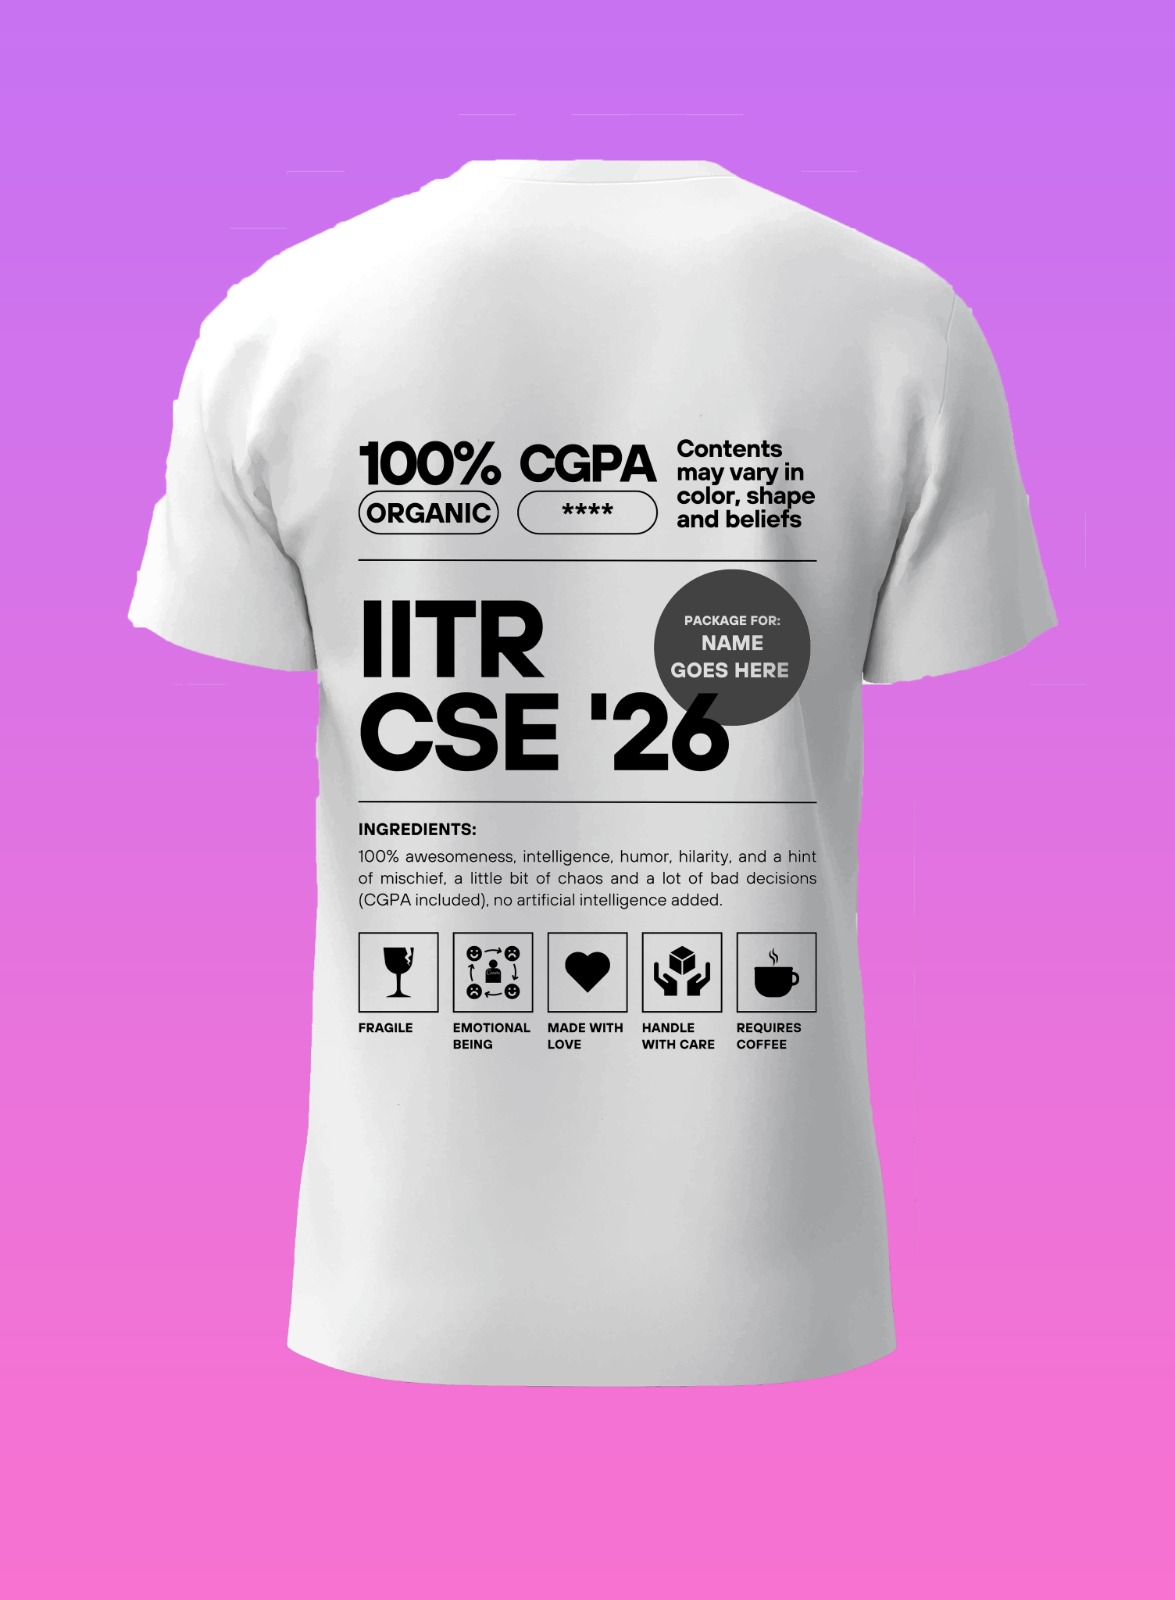 100%
ORGANIC
CGPA
****
Contents
may vary in
color, shape
and beliefs
IITR
CSE '26
PACKAGE FOR:
NAME
GOES HERE
INGREDIENTS:
100% awesomeness, intelligence, humor, hilarity, and a hint
of mischief, a little bit of chaos and a lot of bad decisions
(CGPA included), no artificial intelligence added.
FRAGILE
EMOTIONAL
BEING
MADE WITH
LOVE
HANDLE
WITH CARE
REQUIRES
COFFEE